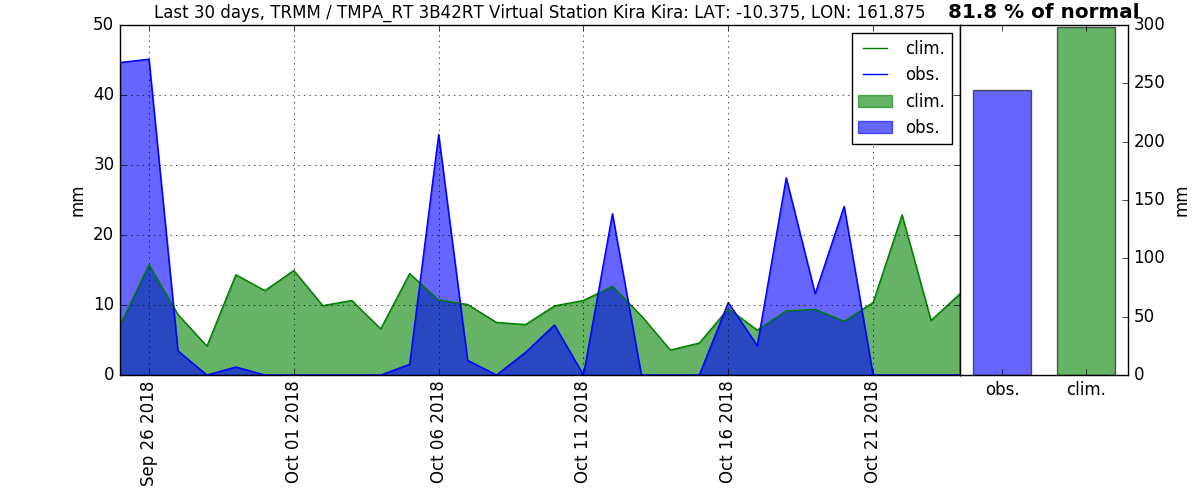 Last 30 days, TRMM / TMPA_RT 3B42RT Virtual Station Kira Kira: LAT: -10.375, LON: 161.875
81.8 % of normal
50
40
30
20
10
0
mm
clim.
obs.
clim.
obs.
Sep 26 2018
Oct 01 2018
Oct 06 2018
Oct 11 2018
Oct 16 2018
Oct 21 2018
300
250
200
150
100
50
0
mm
obs.
clim.